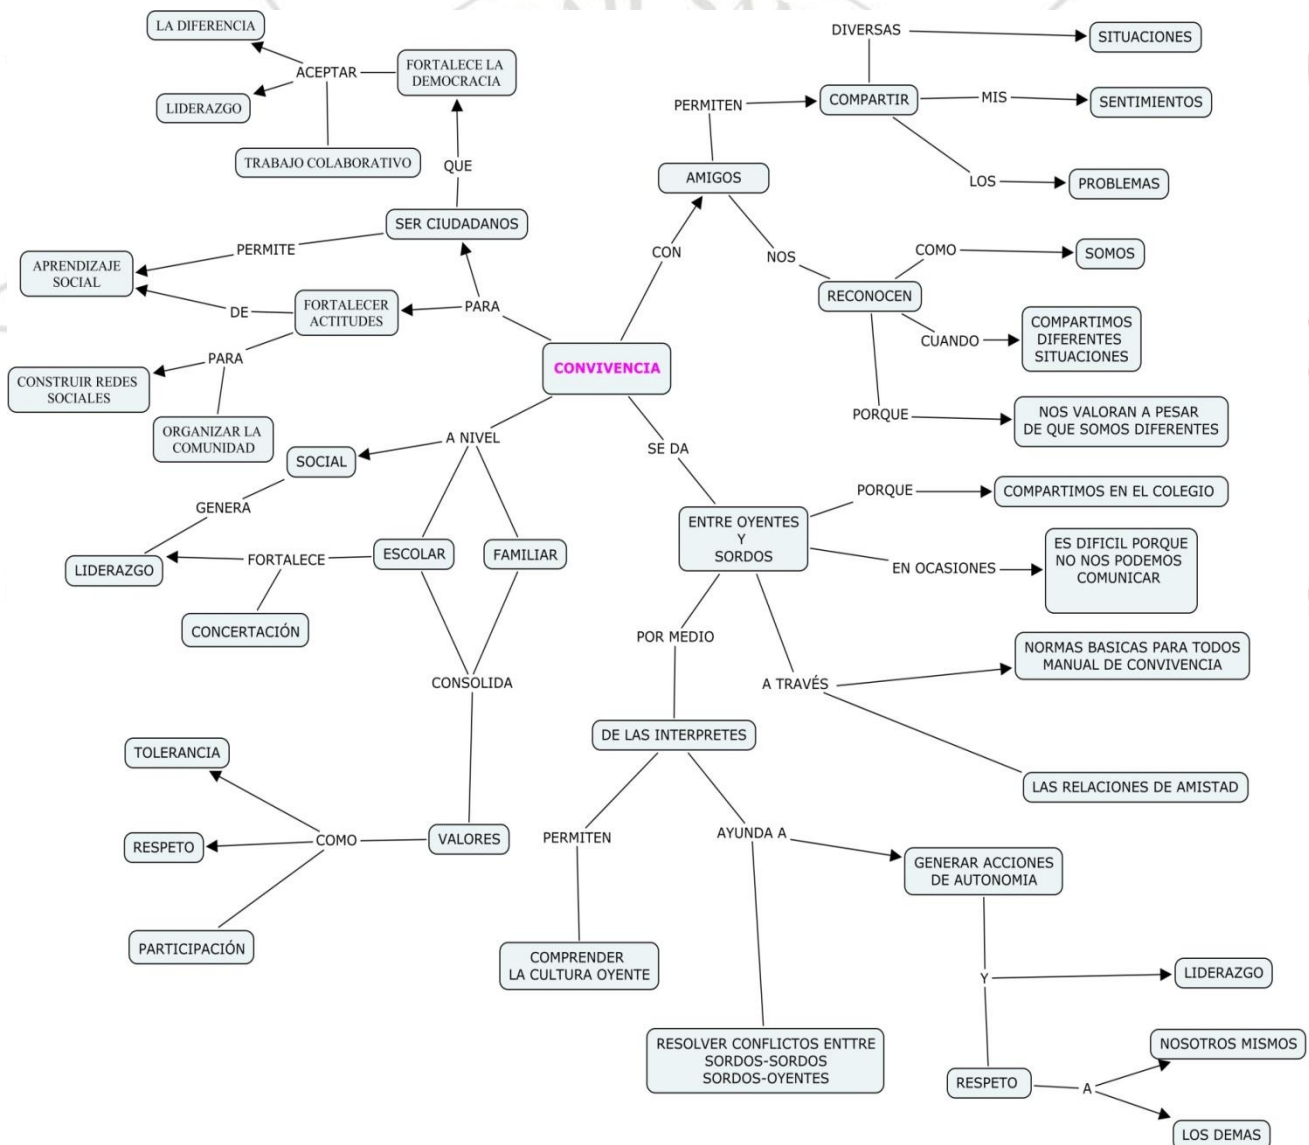 LA DIFERENCIA
ACEPTAR
FORTALECE LA
DEMOCRACIA
LIDERAZGO
TRABAJO COLABORATIVO
QUE
SER CIUDADANOS
PERMITE
APRENDIZAJE
SOCIAL
DE
FORTALECER
ACTITUDES
PARA
PARA
CONSTRUIR REDES
SOCIALES
ORGANIZAR LA
COMUNIDAD
DIVERSAS
SITUACIONES
PERMITEN
COMPARTIR
MIS
SENTIMIENTOS
AMIGOS
LOS
PROBLEMAS
CON
NOS
COMO
SOMOS
RECONOCEN
CUANDO
COMPARTIMOS
DIFERENTES
SITUACIONES
PORQUE
NOS VALORAN A PESAR
DE QUE SOMOS DIFERENTES
CONVIVENCIA
A NIVEL
SOCIAL
GENERA
LIDERAZGO
FORTALECE
ESCOLAR
FAMILIAR
CONCERTACIÓN
CONSOLIDA
TOLERANCIA
RESPETO
COMO
VALORES
PARTICIPACIÓN
SE DA
ENTRE OYENTES
Y
SORDOS
PORQUE
COMPARTIMOS EN EL COLEGIO
EN OCASIONES
ES DIFICIL PORQUE
NO NOS PODEMOS
COMUNICAR
POR MEDIO
A TRAVÉS
NORMAS BASICAS PARA TODOS
MANUAL DE CONVIVENCIA
LAS RELACIONES DE AMISTAD
DE LAS INTERPRETES
PERMITEN
AYUNDA A
COMPRENDER
LA CULTURA OYENTE
GENERAR ACCIONES
DE AUTONOMIA
RESOLVER CONFLICTOS ENTTRE
SORDOS-SORDOS
SORDOS-OYENTES
Y
LIDERAZGO
RESPETO
A
NOSOTROS MISMOS
LOS DEMAS